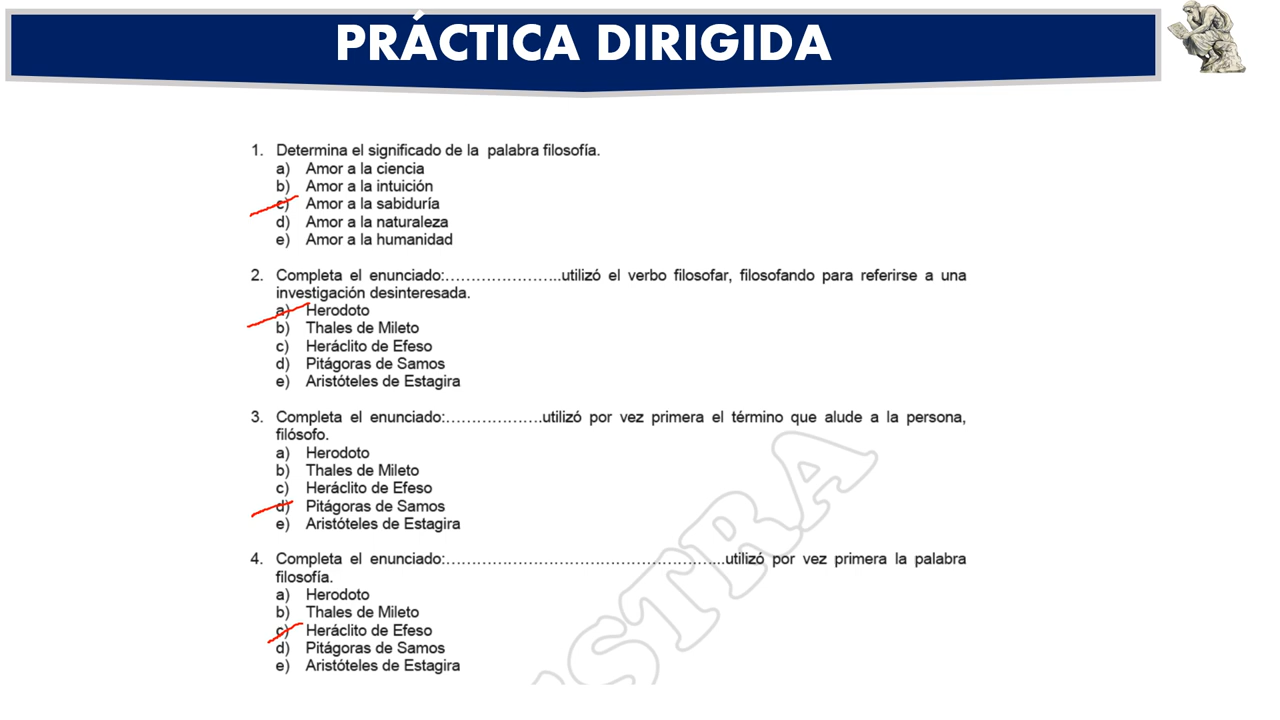 PRÁCTICA DIRIGIDA
1. Determina el significado de la palabra filosofía.
a) Amor a la ciencia
b) Amor a la intuición
c) Amor a la sabiduría
d) Amor a la naturaleza
e) Amor a la humanidad
2. Completa el enunciado:…………………..utilizó el verbo filosofar, filosofando para referirse a una
investigación desinteresada.
a) Herodoto
b) Thales de Mileto
c) Heráclito de Efeso
d) Pitágoras de Samos
e) Aristóteles de Estagira
3. Completa el enunciado:……………….utilizó por vez primera el término que alude a la persona,
filósofo.
a) Herodoto
b) Thales de Mileto
c) Heráclito de Efeso
d) Pitágoras de Samos
e) Aristóteles de Estagira
4. Completa el enunciado:………………………………………………...utilizó por vez primera la palabra
filosofía.
a) Herodoto
b) Thales de Mileto
c) Heráclito de Efeso
d) Pitágoras de Samos
e) Aristóteles de Estagira
STRA